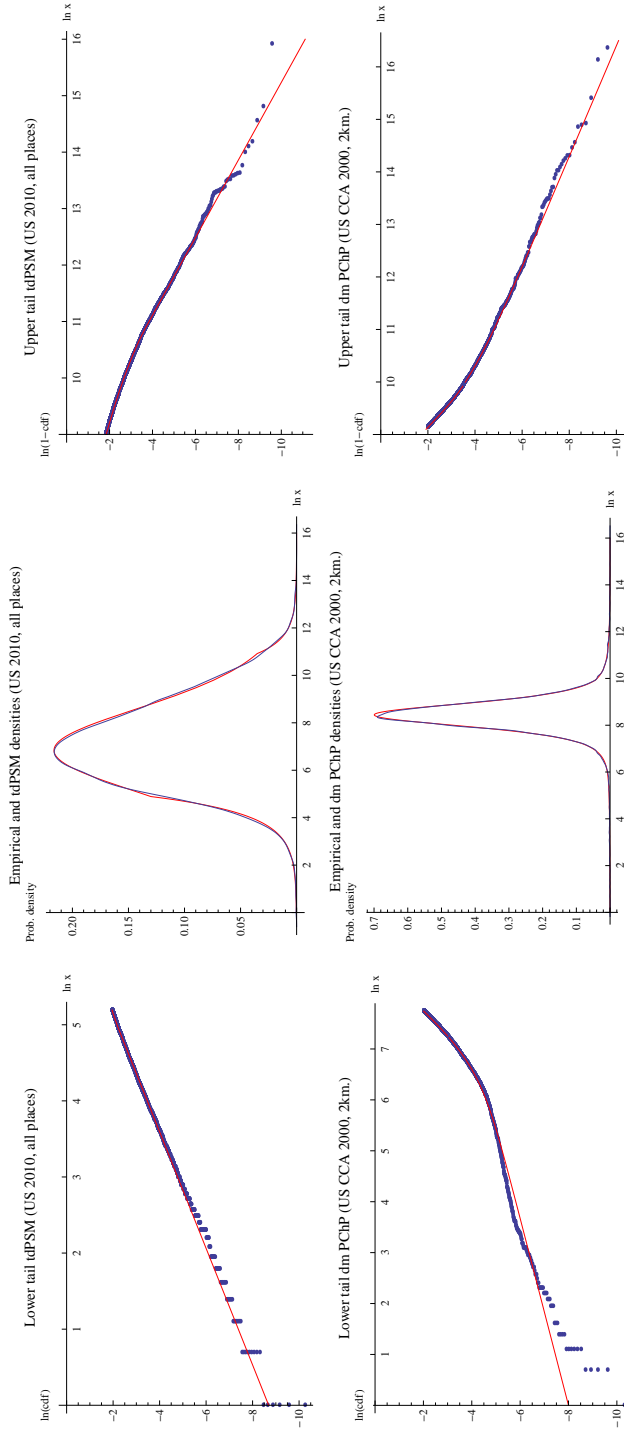 Lower tail tdPSM (US 2010, all places)
ln(cdf)
ln x
1 2 3 4 5
−2
−4
−6
−8
−10
Empirical and tdPSM densities (US 2010, all places)
Prob. density
0.20
0.15
0.10
0.05
2 4 6 8 10 12 14 16
ln x
Upper tail tdPSM (US 2010, all places)
ln(1−cdf)
ln x
10 11 12 13 14 15 16
−2
−4
−6
−8
−10
Lower tail dm PChP (US CCA 2000, 2km.)
ln(cdf)
ln x
1 2 3 4 5 6 7
−2
−4
−6
−8
−10
Empirical and dm PChP densities (US CCA 2000, 2km.)
Prob. density
0.7
0.6
0.5
0.4
0.3
0.2
0.1
2 4 6 8 10 12 14 16
ln x
Upper tail dm PChP (US CCA 2000, 2km.)
ln(1−cdf)
ln x
10 11 12 13 14 15 16
−2
−4
−6
−8
−10